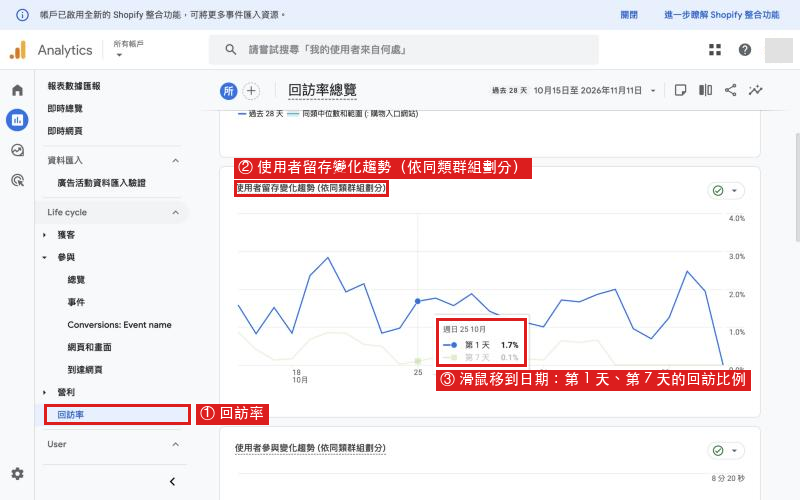 帳戶已啟用全新的 Shopify 整合功能，可將更多事件匯入資源。
關閉
進一步瞭解 Shopify 整合功能
Analytics
所有帳戶
請嘗試搜尋「我的使用者來自何處」
報表數據匯報
即時總覽
即時網頁
資料匯入
廣告活動資料匯入驗證
Life cycle
獲客
參與
總覽
事件
Conversions: Event name
網頁和畫面
到達網頁
營利
回訪率
① 回訪率
User
所
回訪率總覽
過去 28 天
10月15日至 2026年11月11日
過去 28 天
同類中位數和範圍 (: 購物入口網站)
② 使用者留存變化趨勢（依同類群組劃分）
使用者留存變化趨勢 (依同類群組劃分)
4.0%
3.0%
2.0%
1.0%
0.0%
18
10月
25
週日 25 10月
第 1 天 1.7%
第 7 天 0.1%
③ 滑鼠移到日期：第 1 天、第 7 天的回訪比例
使用者參與變化趨勢 (依同類群組劃分)
8 分 20 秒